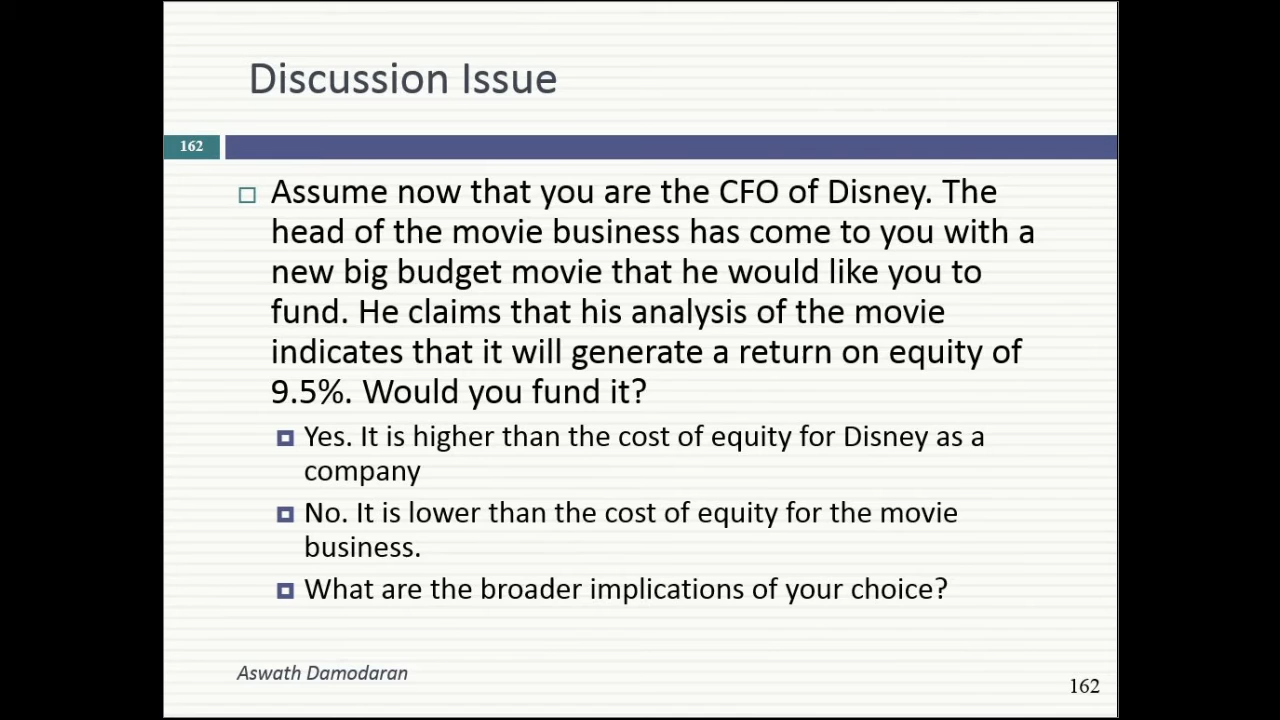 Discussion Issue
162
Assume now that you are the CFO of Disney. The
head of the movie business has come to you with a
new big budget movie that he would like you to
fund. He claims that his analysis of the movie
indicates that it will generate a return on equity of
9.5%. Would you fund it?
Yes. It is higher than the cost of equity for Disney as a
company
No. It is lower than the cost of equity for the movie
business.
What are the broader implications of your choice?
Aswath Damodaran
162